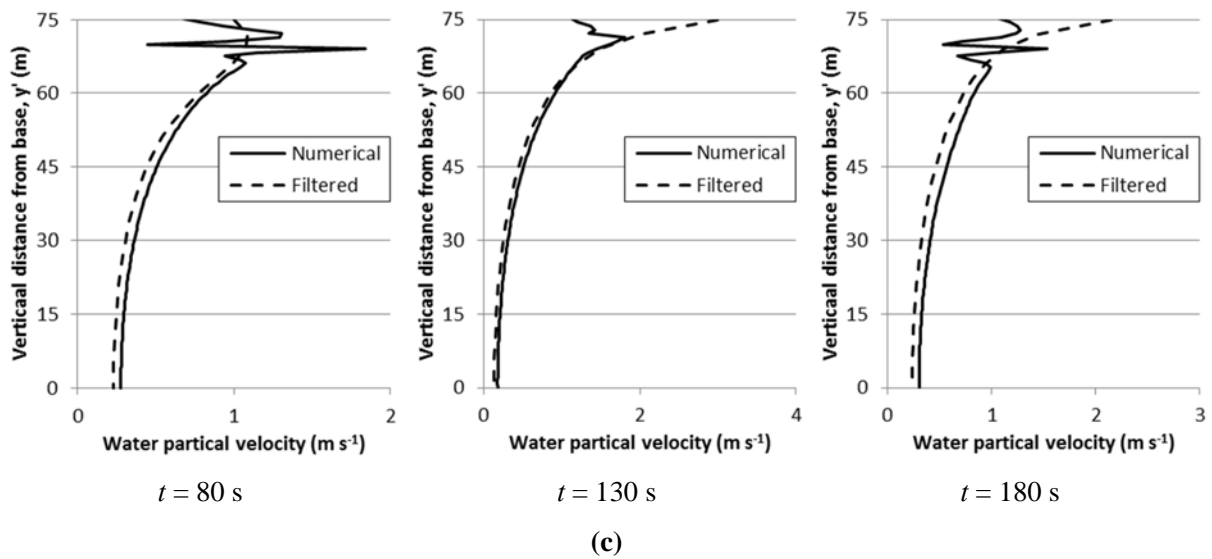 Verticaal distance from base, y' (m)
75
60
45
30
15
0
Numerical
Filtered
0 1 2
Water partical velocity (m s⁻¹)
t = 80 s
Vertical distance from base, y' (m)
75
60
45
30
15
0
Numerical
Filtered
0 2 4
Water partical velocity (m s⁻¹)
t = 130 s
Vertical distance from base, y' (m)
75
60
45
30
15
0
Numerical
Filtered
0 1 2 3
Water partical velocity (m s⁻¹)
t = 180 s
(c)